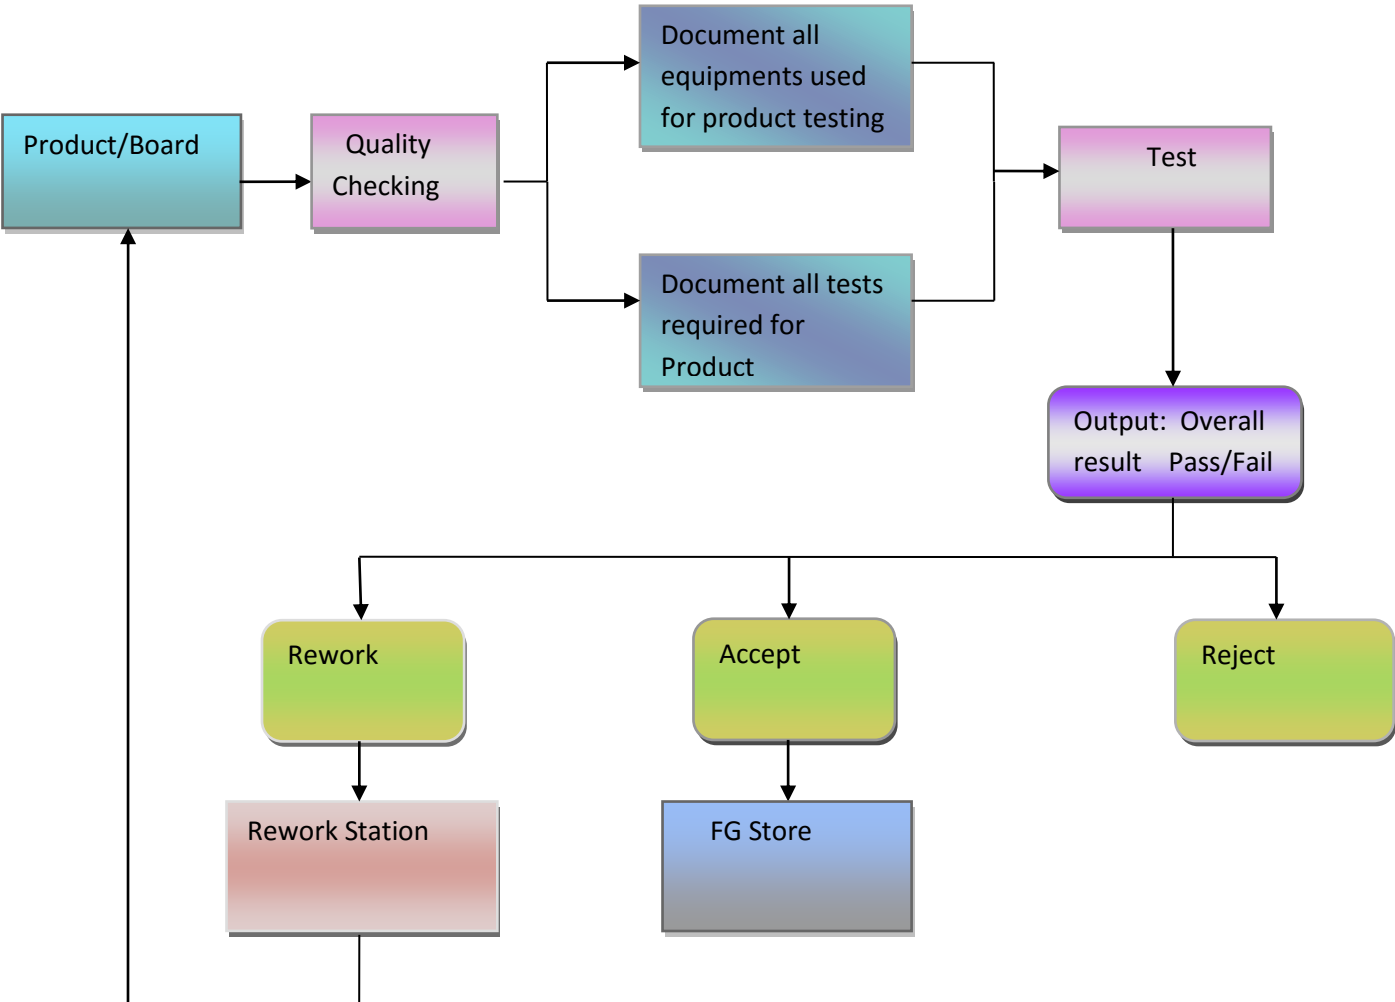 Product/Board
Quality
Checking
Document all
equipments used
for product testing
Document all tests
required for
Product
Test
Output:  Overall
result    Pass/Fail
Rework
Accept
Reject
Rework Station
FG Store